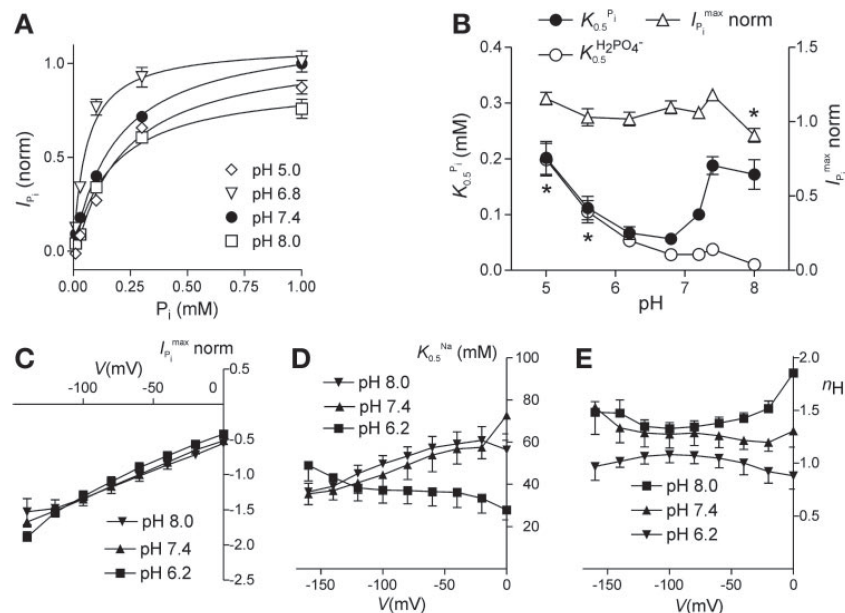 A
I_Pi (norm)
1.0
0.5
0.0
0.00
0.25
0.50
0.75
1.00
P_i (mM)
pH 5.0
pH 6.8
pH 7.4
pH 8.0
B
K_0.5^Pi
I_Pi^max norm
K_0.5^H2PO4-
K_0.5^Pi (mM)
0.4
0.3
0.2
0.1
0.0
1.5
1.0
0.5
0.0
I_Pi^max norm
*
*
*
5
6
7
8
pH
C
V(mV)
I_Pi^max norm
-100
-50
0
-0.5
-0.5
-1.0
-1.5
-2.0
-2.5
pH 8.0
pH 7.4
pH 6.2
D
K_0.5^Na (mM)
100
80
60
40
20
pH 8.0
pH 7.4
pH 6.2
-150
-100
-50
0
V(mV)
E
n_H
2.0
1.5
1.0
0.5
pH 8.0
pH 7.4
pH 6.2
-150
-100
-50
0
V(mV)